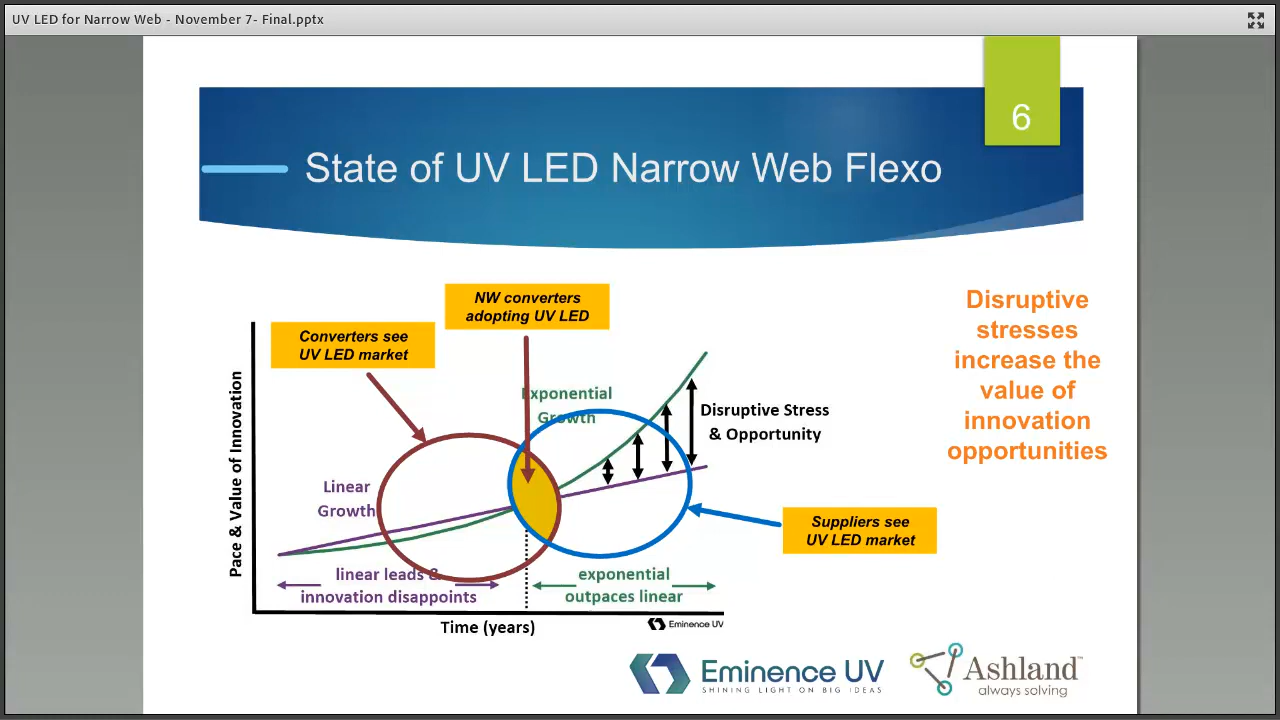 UV LED for Narrow Web - November 7- Final.pptx
6
State of UV LED Narrow Web Flexo
NW converters
adopting UV LED
Converters see
UV LED market
Disruptive
stresses
increase the
value of
innovation
opportunities
Pace & Value of Innovation
Exponential
Growth
Disruptive Stress
& Opportunity
Linear
Growth
Suppliers see
UV LED market
linear leads &
innovation disappoints
exponential
outpaces linear
Time (years)
Eminence UV
Eminence UV
SHINING LIGHT ON BIG IDEAS
Ashland™
always solving